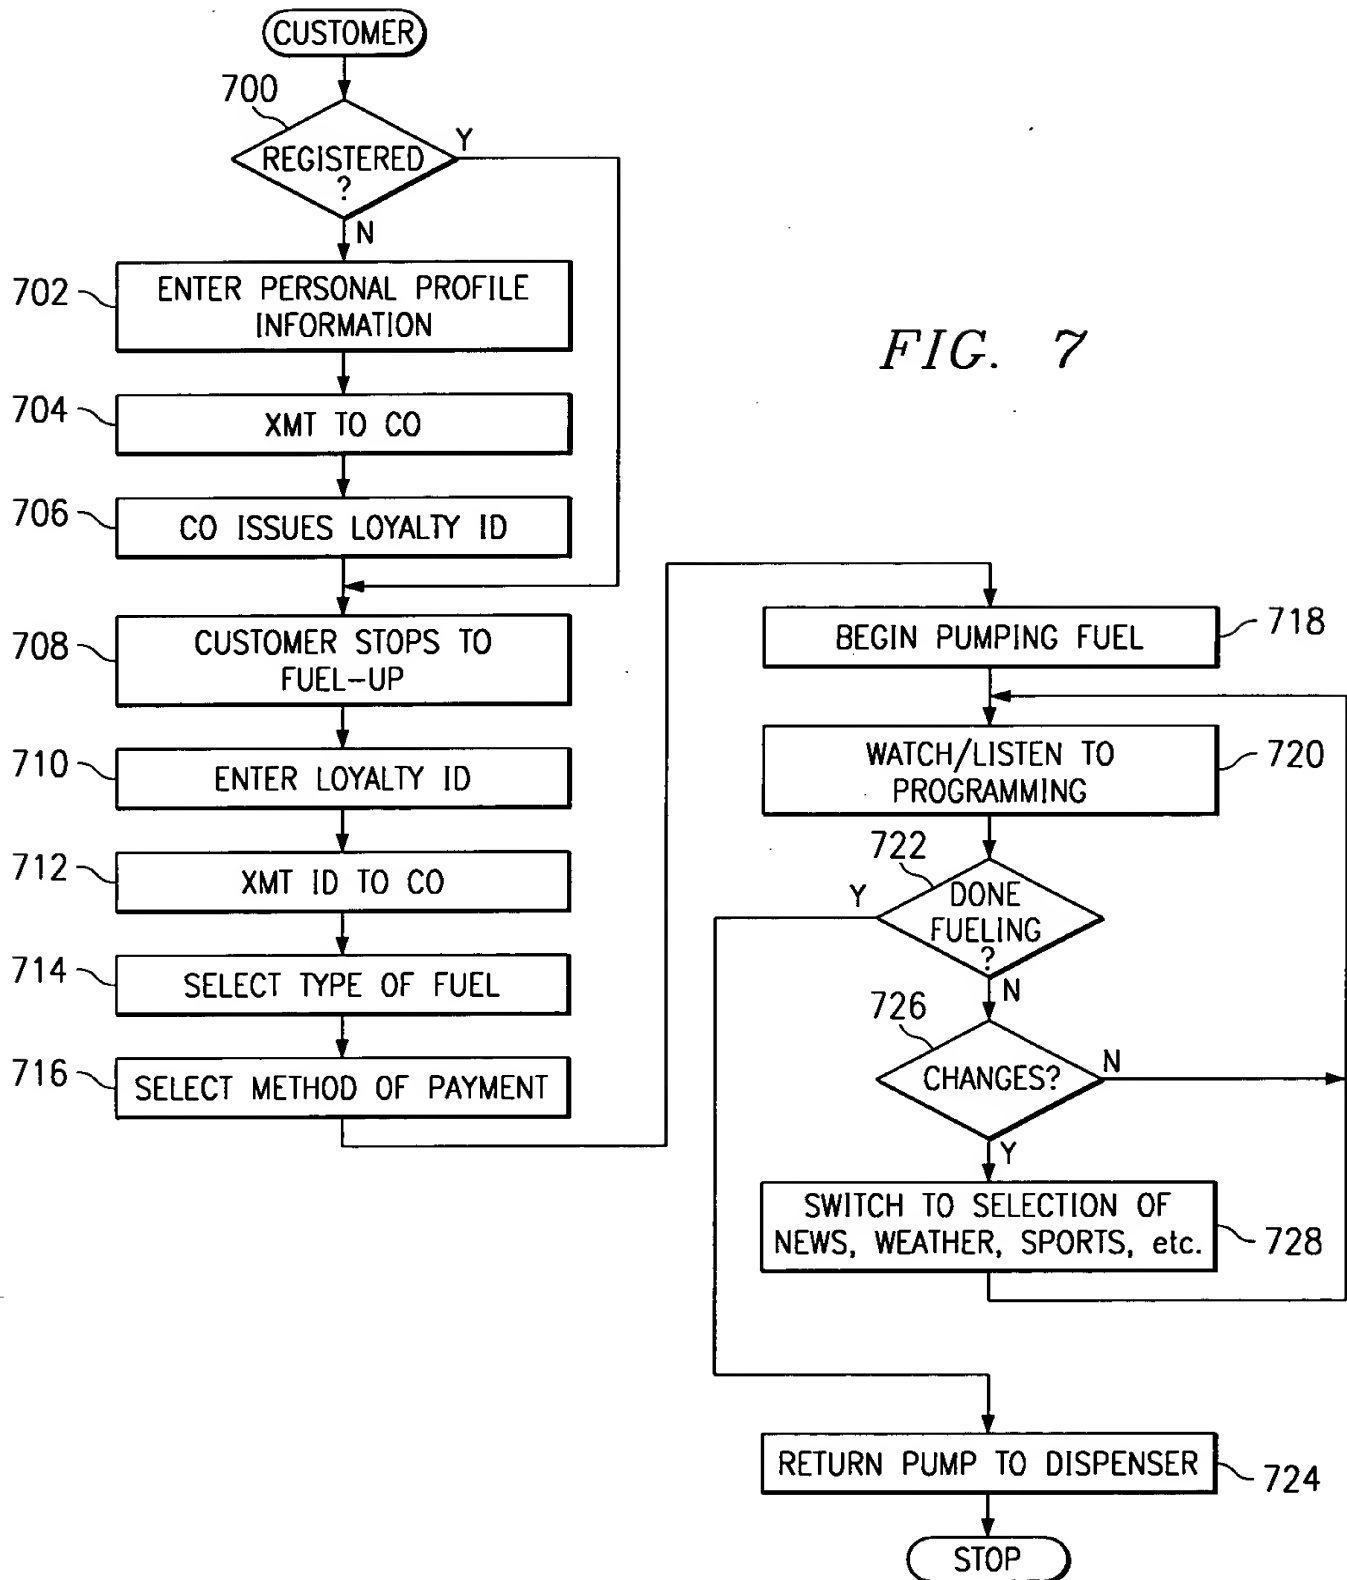 CUSTOMER
700
REGISTERED
?
Y
N
702
ENTER PERSONAL PROFILE
INFORMATION
704
XMT TO CO
706
CO ISSUES LOYALTY ID
708
CUSTOMER STOPS TO
FUEL-UP
710
ENTER LOYALTY ID
712
XMT ID TO CO
714
SELECT TYPE OF FUEL
716
SELECT METHOD OF PAYMENT
FIG. 7
BEGIN PUMPING FUEL
718
WATCH/LISTEN TO
PROGRAMMING
720
722
DONE
FUELING
?
Y
N
726
CHANGES?
N
Y
SWITCH TO SELECTION OF
NEWS, WEATHER, SPORTS, etc.
728
RETURN PUMP TO DISPENSER
724
STOP